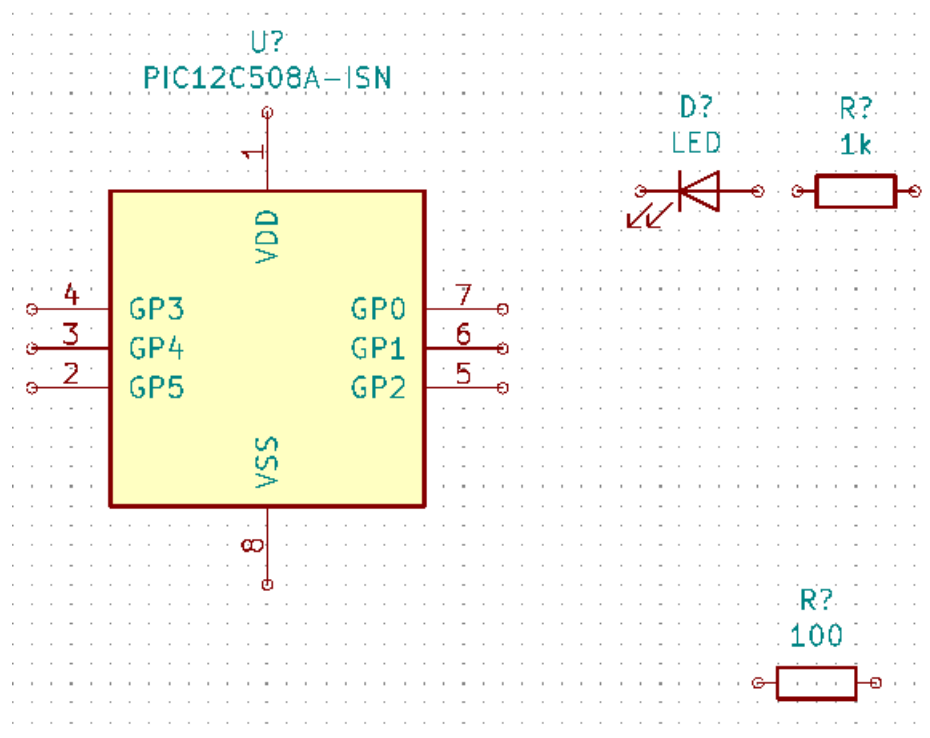 U?
PIC12C508A-ISN
D?
LED
R?
1k
1
VDD
4
GP3
GP0
7
3
GP4
GP1
6
2
GP5
GP2
5
VSS
8
R?
100